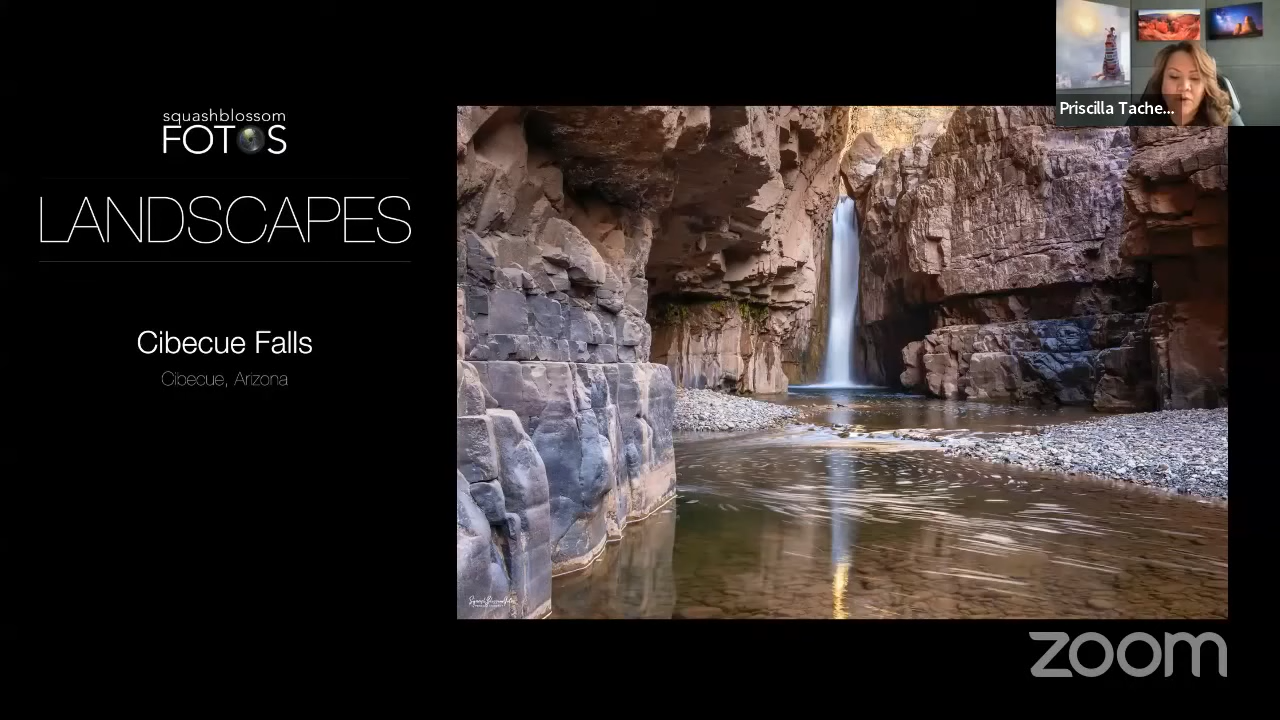 squashblossom
FOTOS
LANDSCAPES
Cibecue Falls
Cibecue, Arizona
Priscilla Tache...
zoom